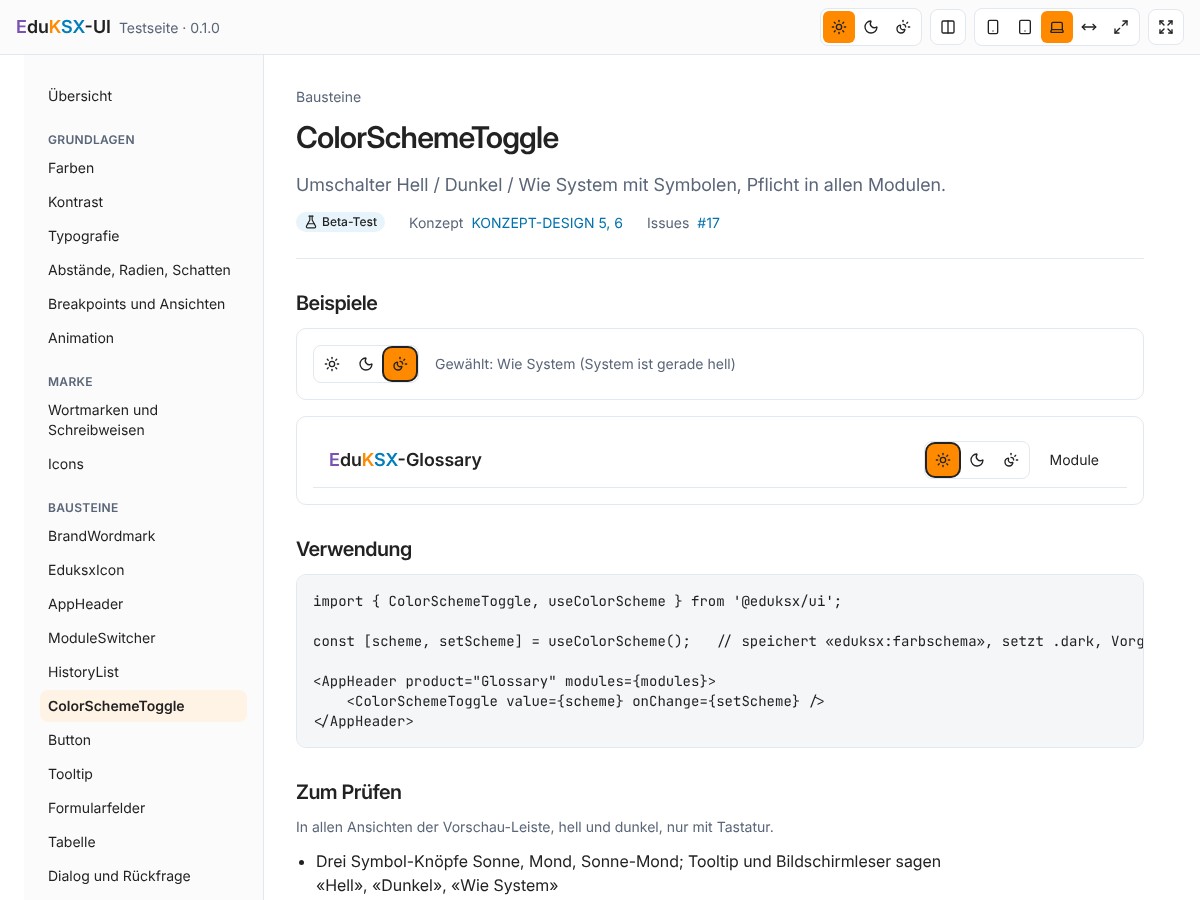 EduKSX-UI Testseite · 0.1.0
Übersicht
GRUNDLAGEN
Farben
Kontrast
Typografie
Abstände, Radien, Schatten
Breakpoints und Ansichten
Animation
MARKE
Wortmarken und
Schreibweisen
Icons
BAUSTEINE
BrandWordmark
EduksxIcon
AppHeader
ModuleSwitcher
HistoryList
ColorSchemeToggle
Button
Tooltip
Formularfelder
Tabelle
Dialog und Rückfrage
Bausteine
ColorSchemeToggle
Umschalter Hell / Dunkel / Wie System mit Symbolen, Pflicht in allen Modulen.
Beta-Test Konzept KONZEPT-DESIGN 5, 6 Issues #17
Beispiele
Gewählt: Wie System (System ist gerade hell)
EduKSX-Glossary Module
Verwendung
import { ColorSchemeToggle, useColorScheme } from '@eduksx/ui';
const [scheme, setScheme] = useColorScheme();   // speichert «eduksx:farbschema», setzt .dark, Vorg
<AppHeader product="Glossary" modules={modules}>
    <ColorSchemeToggle value={scheme} onChange={setScheme} />
</AppHeader>
Zum Prüfen
In allen Ansichten der Vorschau-Leiste, hell und dunkel, nur mit Tastatur.
• Drei Symbol-Knöpfe Sonne, Mond, Sonne-Mond; Tooltip und Bildschirmleser sagen
«Hell», «Dunkel», «Wie System»